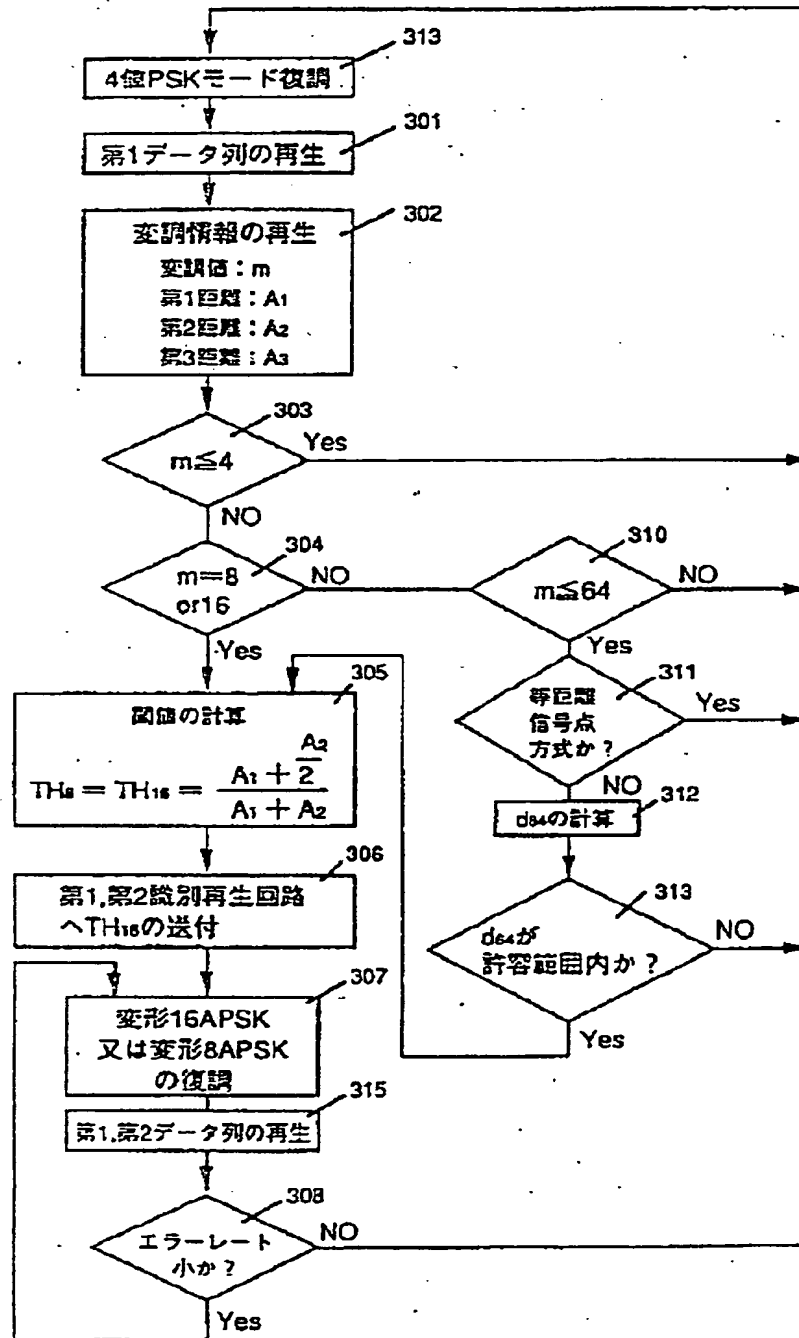 313
4値PSKモード復調
301
第1データ列の再生
302
変調情報の再生
変調値:m
第1距離:A1
第2距離:A2
第3距離:A3
303
m≦4
Yes
NO
304
m=8
or16
NO
Yes
310
m≦64
NO
Yes
305
閾値の計算
TH8 = TH16 = (A1 + A2/2) / (A1 + A2)
311
等距離
信号点
方式か?
Yes
NO
312
d64の計算
306
第1,第2識別再生回路
へTH16の送付
313
d64が
許容範囲内か?
NO
Yes
307
変形16APSK
又は変形8APSK
の復調
315
第1,第2データ列の再生
308
エラーレート
小か?
NO
Yes